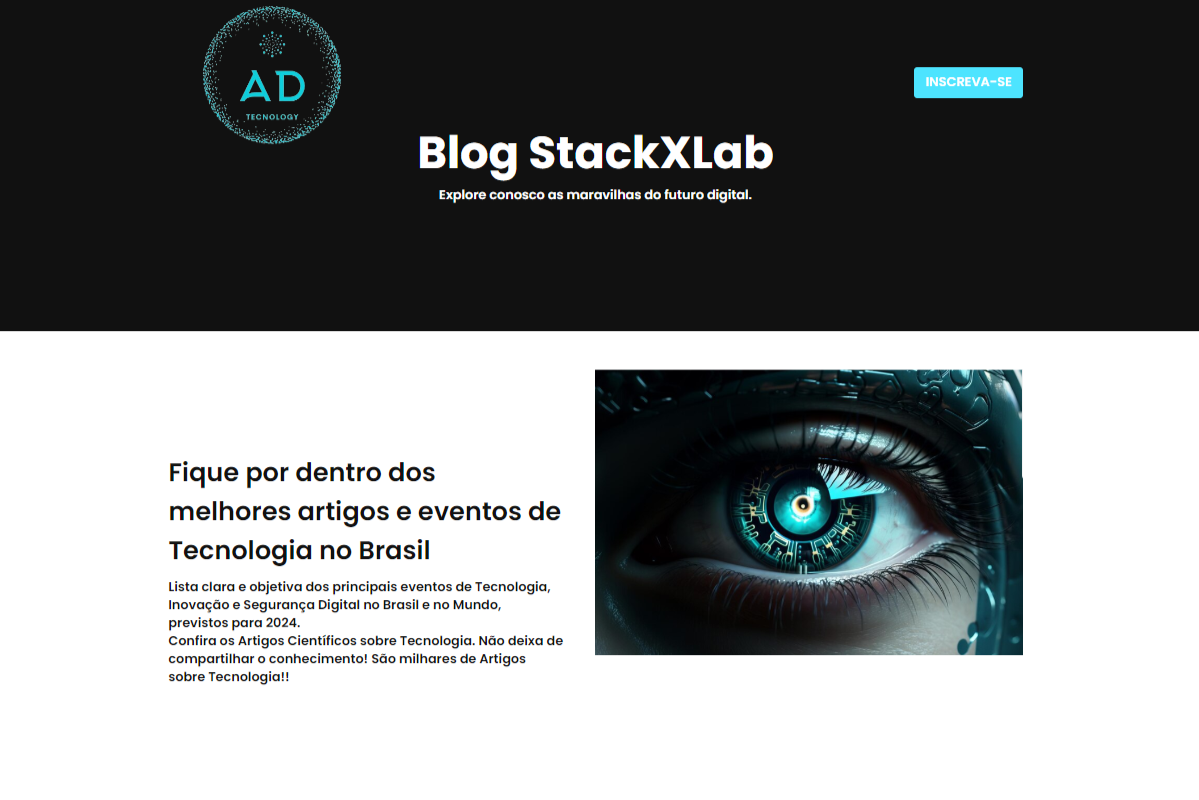 AD
TECNOLOGY
INSCREVA-SE
Blog StackXLab
Explore conosco as maravilhas do futuro digital.
Fique por dentro dos
melhores artigos e eventos de
Tecnologia no Brasil
Lista clara e objetiva dos principais eventos de Tecnologia,
Inovação e Segurança Digital no Brasil e no Mundo,
previstos para 2024.
Confira os Artigos Científicos sobre Tecnologia. Não deixa de
compartilhar o conhecimento! São milhares de Artigos
sobre Tecnologia!!